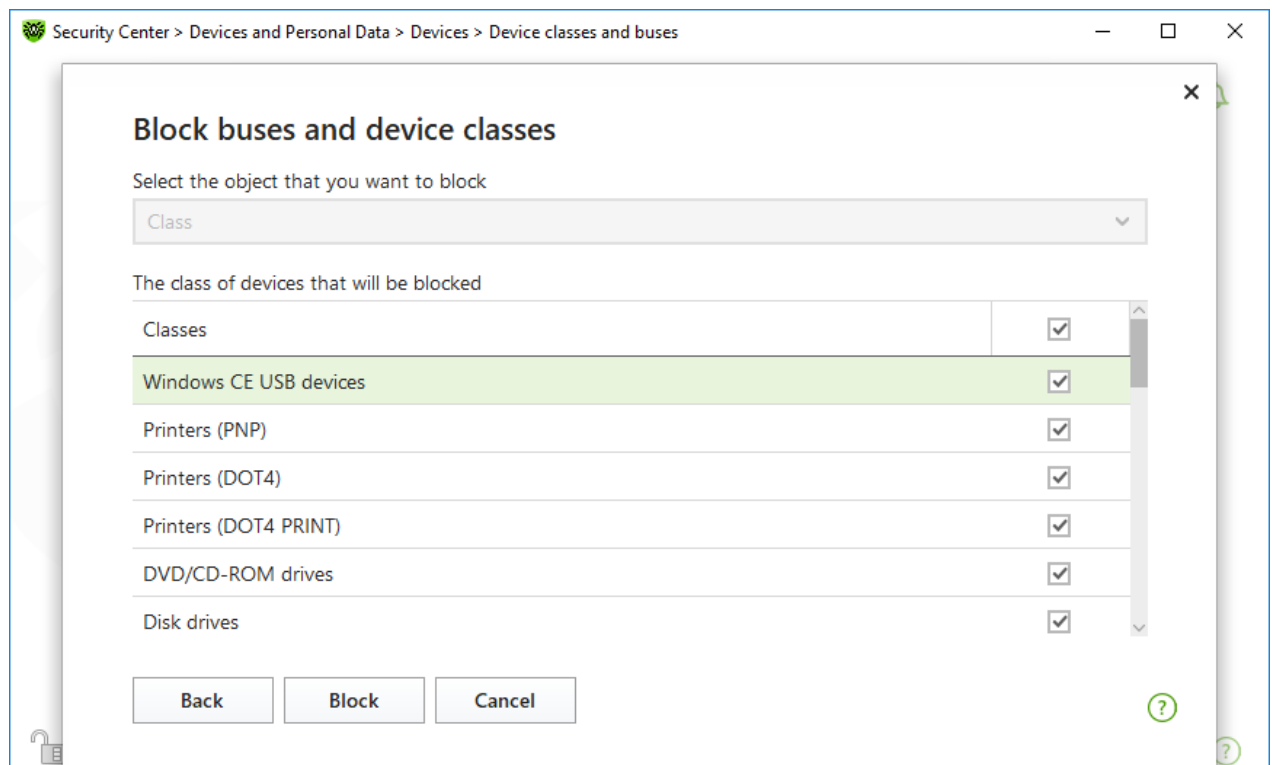 Security Center > Devices and Personal Data > Devices > Device classes and buses
Block buses and device classes
Select the object that you want to block
Class
The class of devices that will be blocked
Classes
Windows CE USB devices
Printers (PNP)
Printers (DOT4)
Printers (DOT4 PRINT)
DVD/CD-ROM drives
Disk drives
Back Block Cancel
?
?